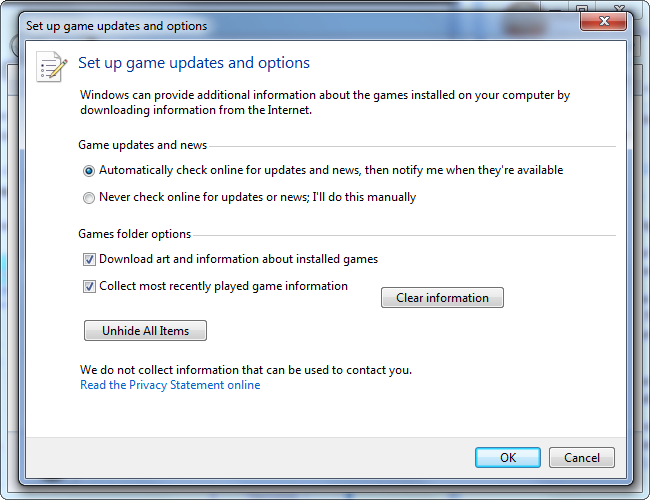 Set up game updates and options
Set up game updates and options
Windows can provide additional information about the games installed on your computer by
downloading information from the Internet.
Game updates and news
Automatically check online for updates and news, then notify me when they're available
Never check online for updates or news; I'll do this manually
Games folder options
Download art and information about installed games
Collect most recently played game information
Clear information
Unhide All Items
We do not collect information that can be used to contact you.
Read the Privacy Statement online
OK
Cancel